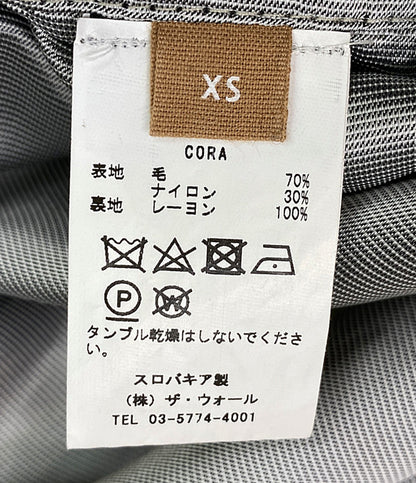 XS
CORA
表地 毛 70%
ナイロン 30%
裏地 レーヨン 100%
P W
タンブル乾燥はしないでくださ
い。
スロバキア製
（株）ザ・ウォール
TEL 03-5774-4001